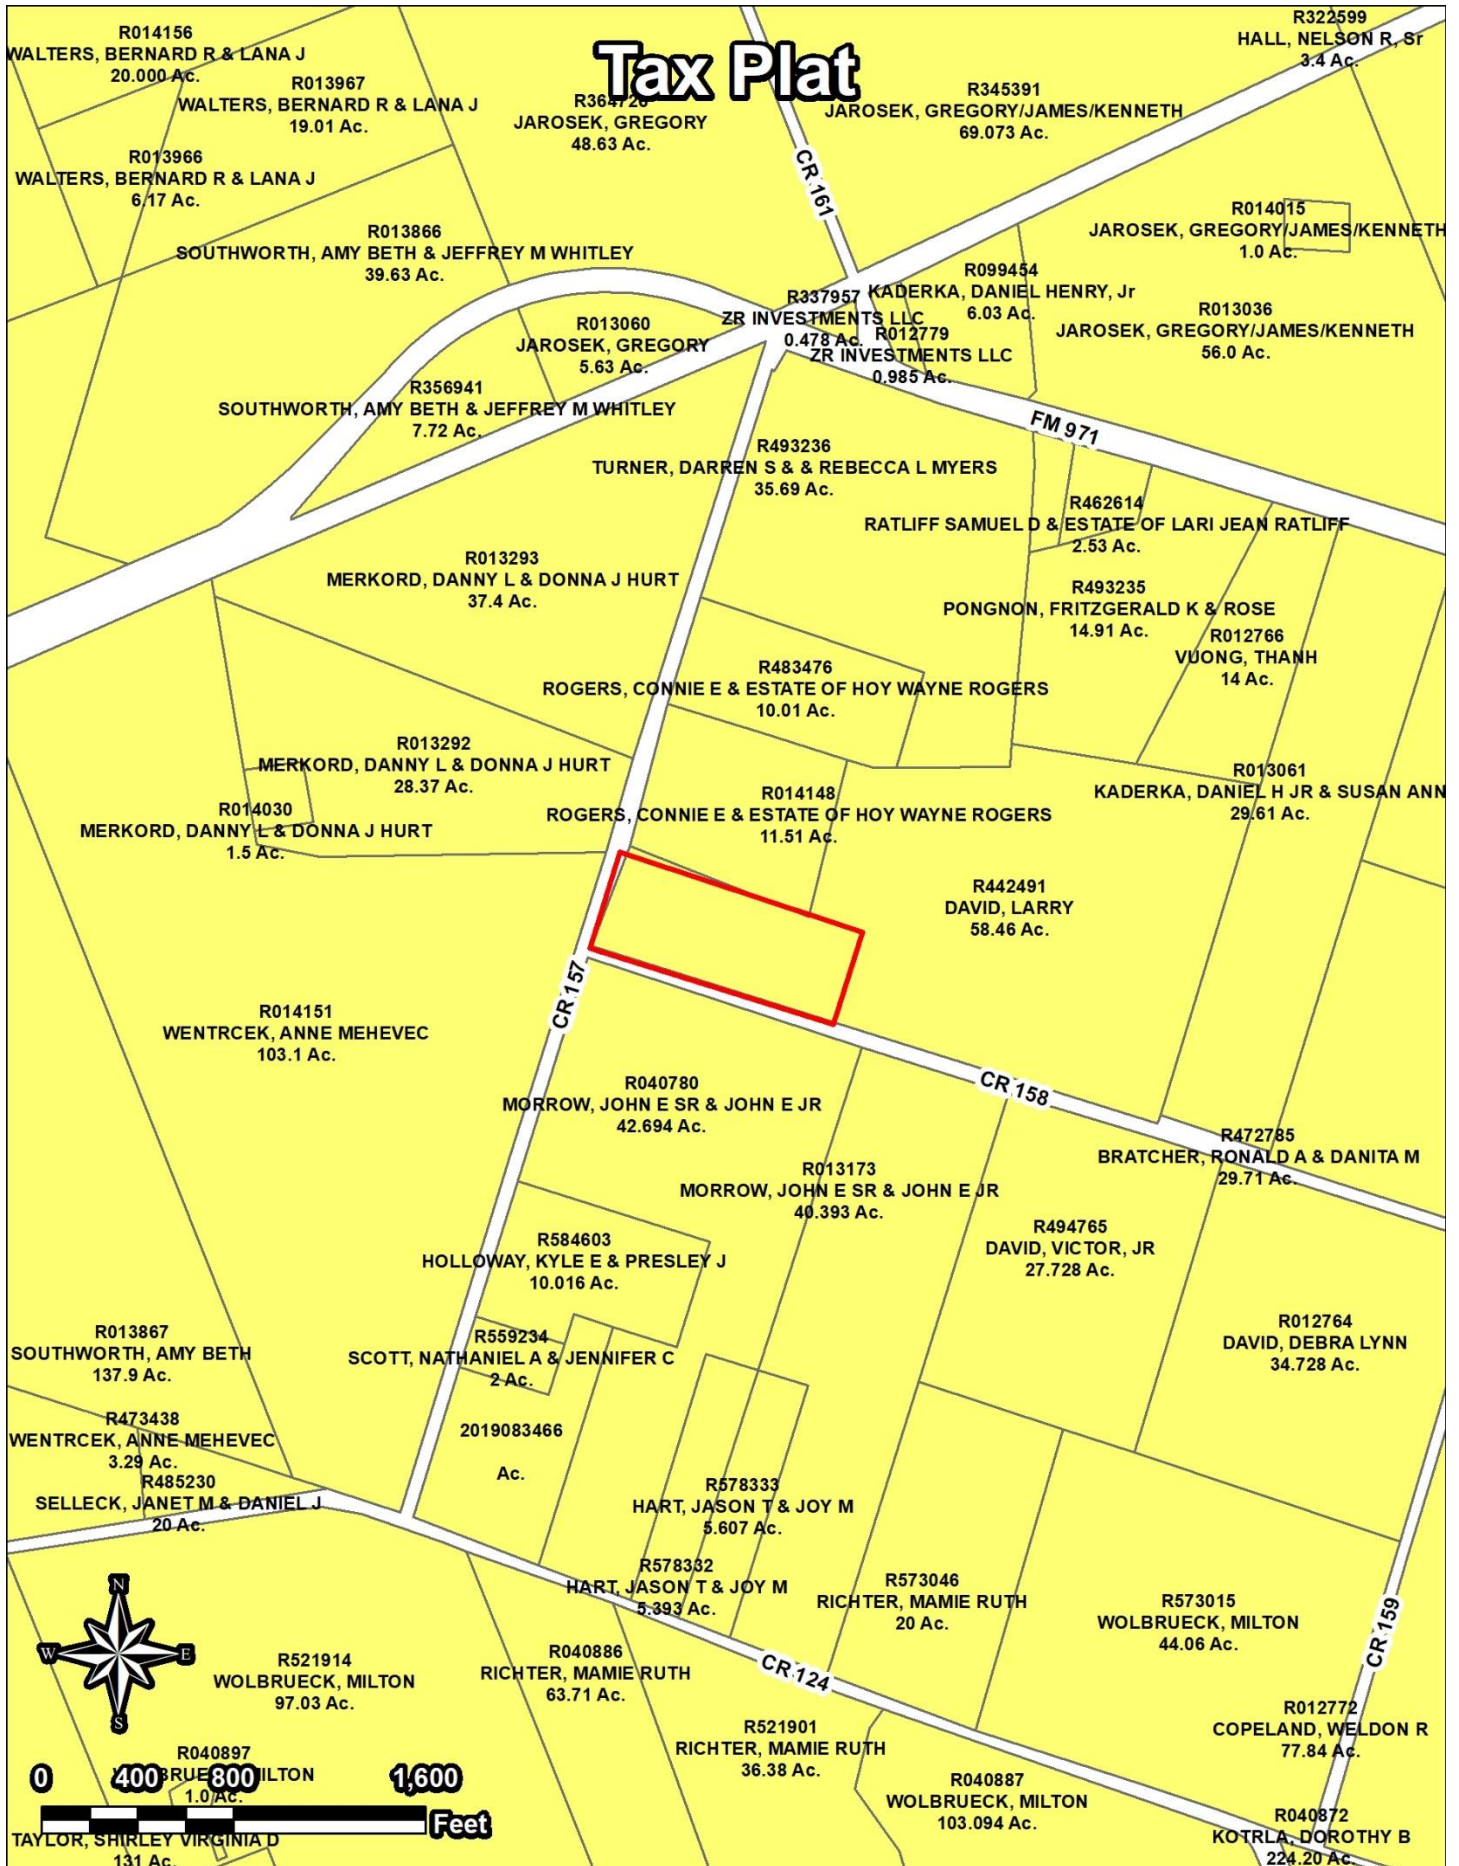 Tax Plat
R014156
WALTERS, BERNARD R & LANA J
20.000 Ac.
R013967
WALTERS, BERNARD R & LANA J
19.01 Ac.
R013966
WALTERS, BERNARD R & LANA J
6.17 Ac.
JAROSEK, GREGORY
48.63 Ac.
R322599
HALL, NELSON R, Sr
3.4 Ac.
R345391
JAROSEK, GREGORY/JAMES/KENNETH
69.073 Ac.
CR 161
R013866
SOUTHWORTH, AMY BETH & JEFFREY M WHITLEY
39.63 Ac.
R014015
JAROSEK, GREGORY/JAMES/KENNETH
1.0 Ac.
R099454
KADERKA, DANIEL HENRY, Jr
6.03 Ac.
R337957
ZR INVESTMENTS LLC
0.478 Ac.
R012779
ZR INVESTMENTS LLC
0.985 Ac.
R013036
JAROSEK, GREGORY/JAMES/KENNETH
56.0 Ac.
R013060
JAROSEK, GREGORY
5.63 Ac.
R356941
SOUTHWORTH, AMY BETH & JEFFREY M WHITLEY
7.72 Ac.
FM 971
R493236
TURNER, DARREN S & & REBECCA L MYERS
35.69 Ac.
R462614
RATLIFF SAMUEL D & ESTATE OF LARI JEAN RATLIFF
2.53 Ac.
R013293
MERKORD, DANNY L & DONNA J HURT
37.4 Ac.
R493235
PONGNON, FRITZGERALD K & ROSE
14.91 Ac.
R012766
VUONG, THANH
14 Ac.
R483476
ROGERS, CONNIE E & ESTATE OF HOY WAYNE ROGERS
10.01 Ac.
R013292
MERKORD, DANNY L & DONNA J HURT
28.37 Ac.
R014030
MERKORD, DANNY L & DONNA J HURT
1.5 Ac.
R014148
ROGERS, CONNIE E & ESTATE OF HOY WAYNE ROGERS
11.51 Ac.
R013061
KADERKA, DANIEL H JR & SUSAN ANN
29.61 Ac.
R442491
DAVID, LARRY
58.46 Ac.
CR 157
R014151
WENTRCEK, ANNE MEHEVEC
103.1 Ac.
CR 158
R040780
MORROW, JOHN E SR & JOHN E JR
42.694 Ac.
R472785
BRATCHER, RONALD A & DANITA M
29.71 Ac.
R013173
MORROW, JOHN E SR & JOHN E JR
40.393 Ac.
R584603
HOLLOWAY, KYLE E & PRESLEY J
10.016 Ac.
R494765
DAVID, VICTOR, JR
27.728 Ac.
R013867
SOUTHWORTH, AMY BETH
137.9 Ac.
R559234
SCOTT, NATHANIEL A & JENNIFER C
2 Ac.
R012764
DAVID, DEBRA LYNN
34.728 Ac.
R473438
WENTRCEK, ANNE MEHEVEC
3.29 Ac.
2019083466
Ac.
R485230
SELLECK, JANET M & DANIEL J
20 Ac.
R578333
HART, JASON T & JOY M
5.607 Ac.
R578332
HART, JASON T & JOY M
5.393 Ac.
R573046
RICHTER, MAMIE RUTH
20 Ac.
R573015
WOLBRUECK, MILTON
44.06 Ac.
CR 159
N
W
E
S
R521914
WOLBRUECK, MILTON
97.03 Ac.
R040886
RICHTER, MAMIE RUTH
63.71 Ac.
CR 124
R012772
COPELAND, WELDON R
77.84 Ac.
R521901
RICHTER, MAMIE RUTH
36.38 Ac.
R040897
1.0 Ac.
R040887
WOLBRUECK, MILTON
103.094 Ac.
0 400 800 1,600
Feet
TAYLOR, SHIRLEY VIRGINIA D
131 Ac.
R040872
KOTRLA, DOROTHY B
224.20 Ac.